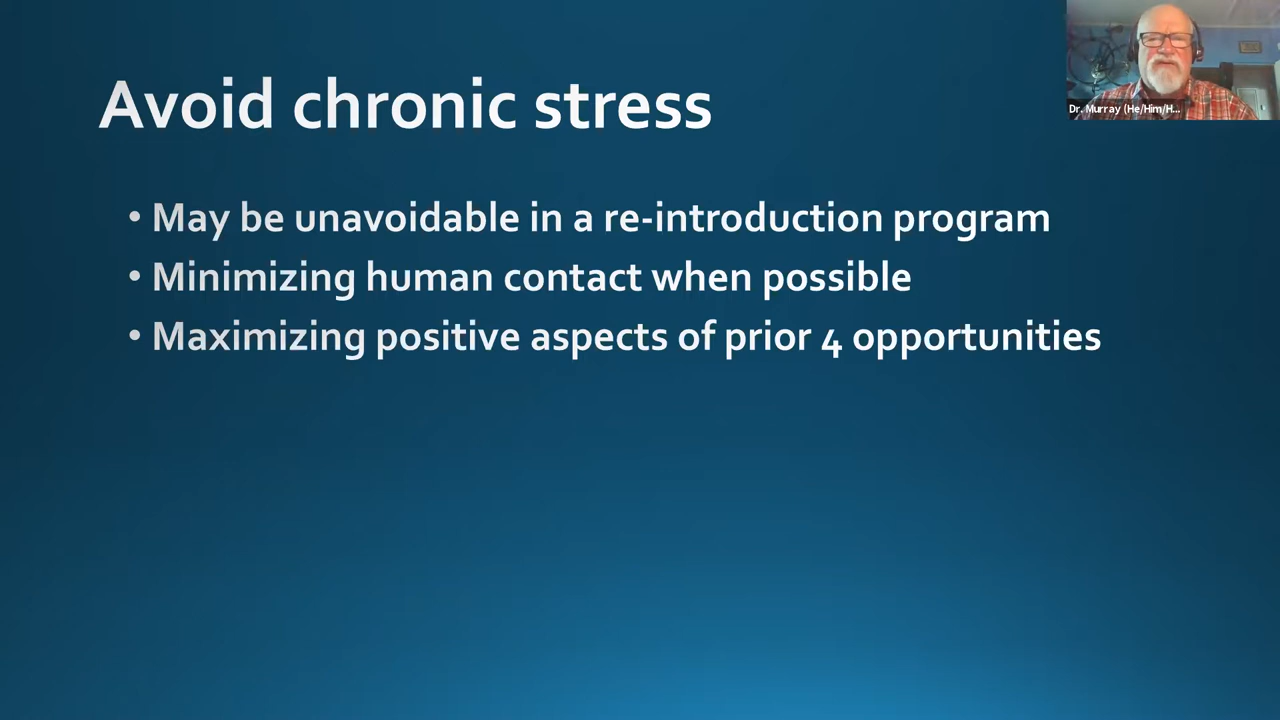 Avoid chronic stress
• May be unavoidable in a re-introduction program
• Minimizing human contact when possible
• Maximizing positive aspects of prior 4 opportunities
Dr. Murray (He/Him/H...